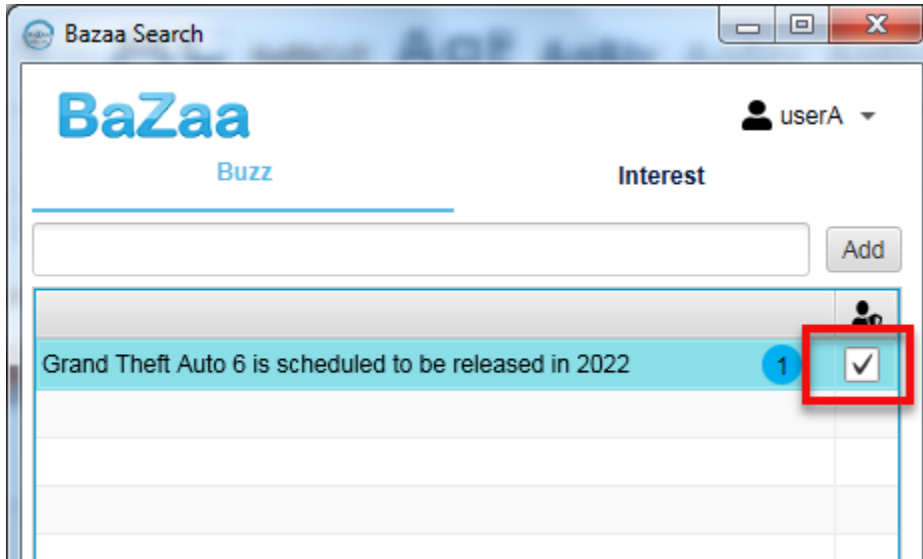 Bazaa Search
BaZaa
userA
Buzz
Interest
Add
Grand Theft Auto 6 is scheduled to be released in 2022
1